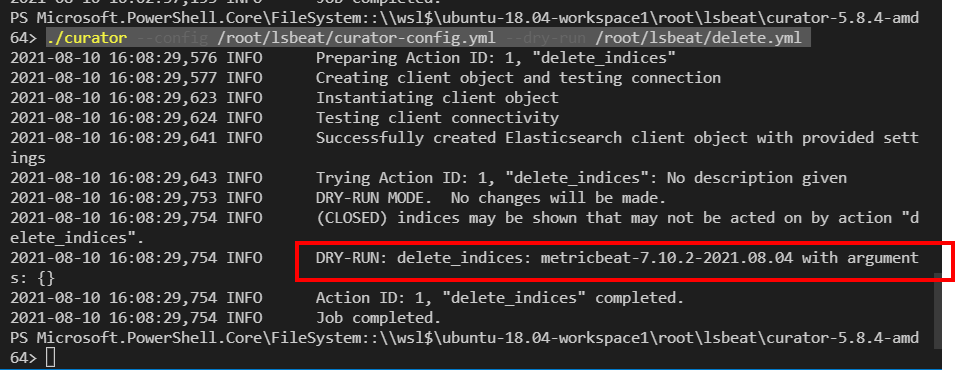 2021-08-10 16:02:57,155 INFO Job completed.
PS Microsoft.PowerShell.Core\FileSystem::\\wsl$\ubuntu-18.04-workspace1\root\lsbeat\curator-5.8.4-amd
64> ./curator --config /root/lsbeat/curator-config.yml --dry-run /root/lsbeat/delete.yml
2021-08-10 16:08:29,576 INFO Preparing Action ID: 1, "delete_indices"
2021-08-10 16:08:29,577 INFO Creating client object and testing connection
2021-08-10 16:08:29,623 INFO Instantiating client object
2021-08-10 16:08:29,624 INFO Testing client connectivity
2021-08-10 16:08:29,641 INFO Successfully created Elasticsearch client object with provided sett
ings
2021-08-10 16:08:29,643 INFO Trying Action ID: 1, "delete_indices": No description given
2021-08-10 16:08:29,753 INFO DRY-RUN MODE. No changes will be made.
2021-08-10 16:08:29,754 INFO (CLOSED) indices may be shown that may not be acted on by action "d
elete_indices".
2021-08-10 16:08:29,754 INFO DRY-RUN: delete_indices: metricbeat-7.10.2-2021.08.04 with argument
s: {}
2021-08-10 16:08:29,754 INFO Action ID: 1, "delete_indices" completed.
2021-08-10 16:08:29,754 INFO Job completed.
PS Microsoft.PowerShell.Core\FileSystem::\\wsl$\ubuntu-18.04-workspace1\root\lsbeat\curator-5.8.4-amd
64>